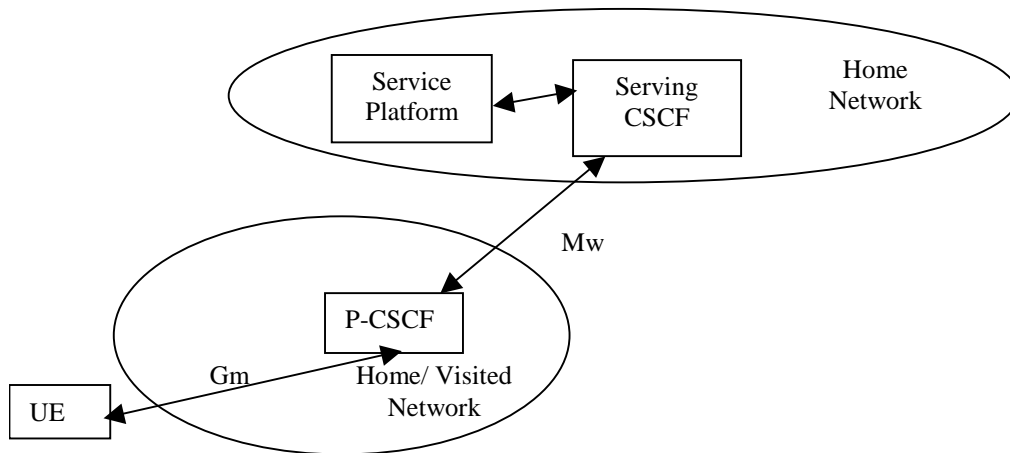 Service
Platform
Serving
CSCF
Home
Network
Mw
P-CSCF
Gm
Home/ Visited
Network
UE